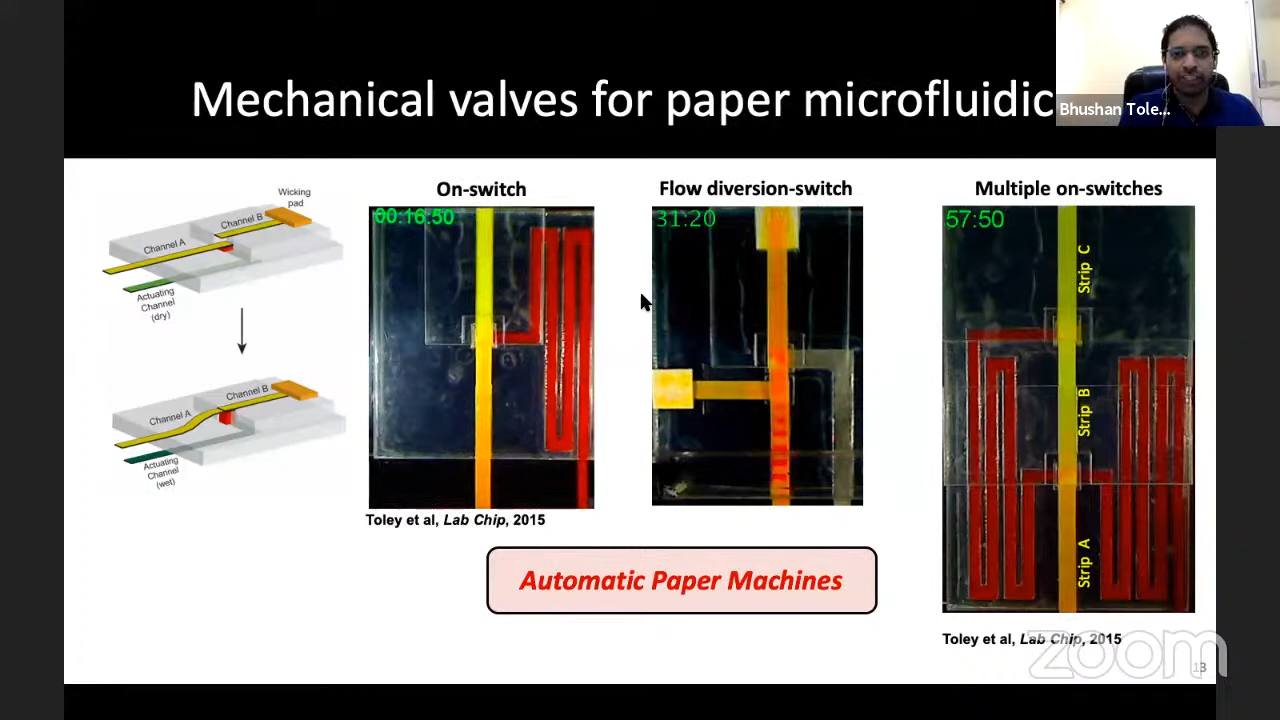 Mechanical valves for paper microfluidic
Bhushan Tole...
On-switch
Flow diversion-switch
Multiple on-switches
Wicking
pad
Channel B
Channel A
Actuating
Channel
(dry)
Channel B
Channel A
Actuating
Channel
(wet)
00:16:50
31:20
57:50
Strip C
Strip B
Strip A
Toley et al, Lab Chip, 2015
Automatic Paper Machines
Toley et al, Lab Chip, 2015
zoom
13